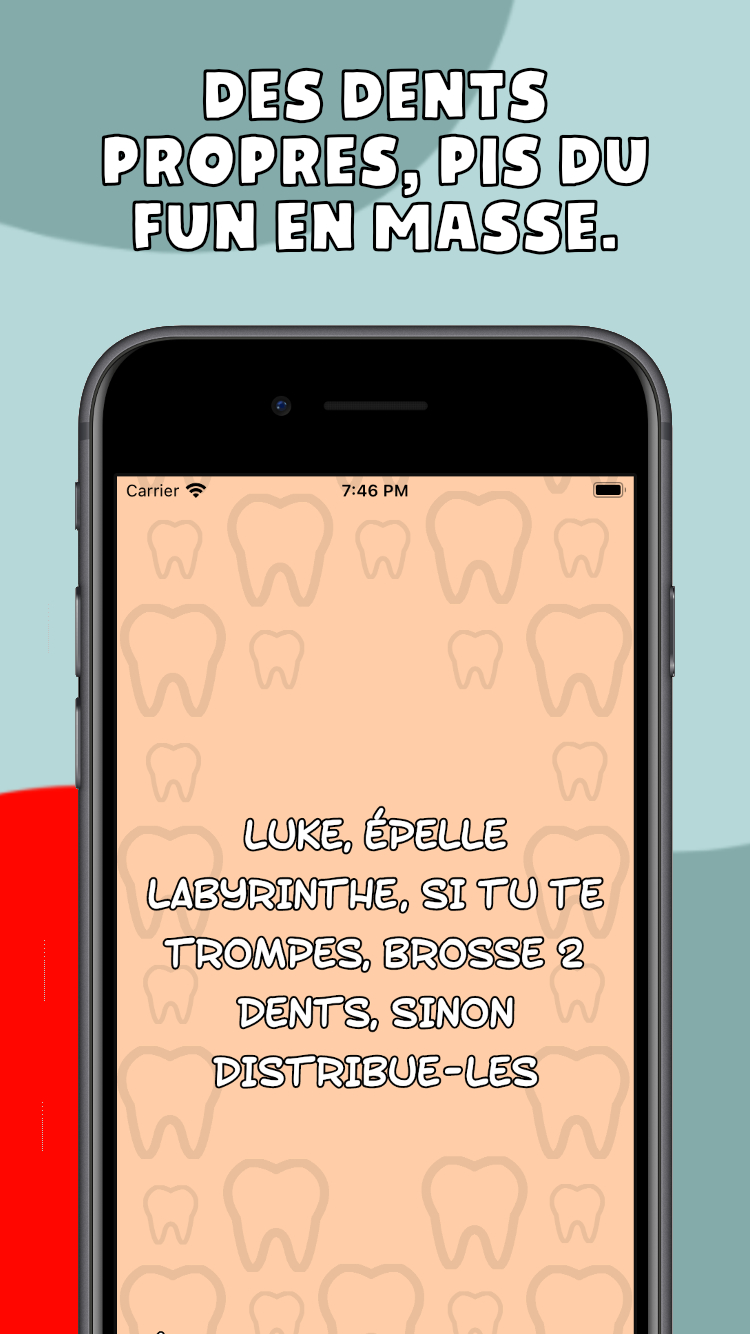 DES DENTS
PROPRES, PIS DU
FUN EN MASSE.
Carrier 7:46 PM
LUKE, ÉPELLE
LABYRINTHE, SI TU TE
TROMPES, BROSSE 2
DENTS, SINON
DISTRIBUE-LES